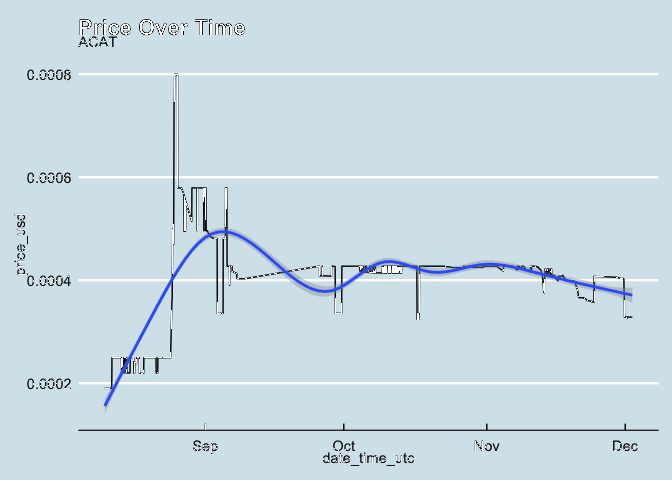 Price Over Time
ACAT
0.0008
0.0006
0.0004
0.0002
price_usd
Sep Oct Nov Dec
date_time_utc